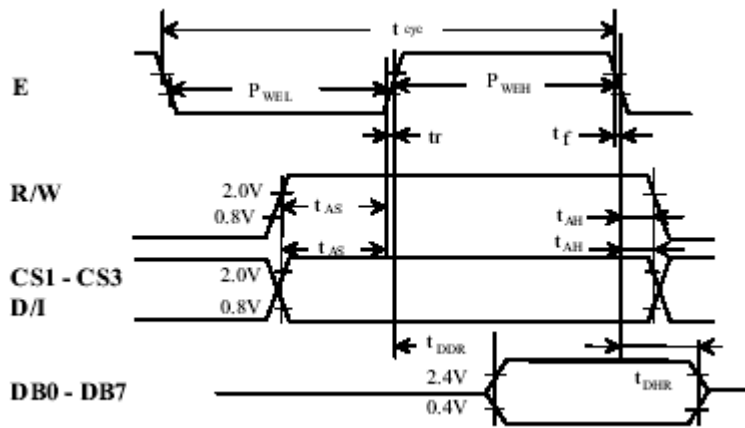 t cyc
E
P WEL
P WEH
tr
t f
R/W
2.0V
0.8V
t AS
t AH
t AS
t AH
CS1 - CS3
D/I
2.0V
0.8V
t DDR
t DHR
DB0 - DB7
2.4V
0.4V